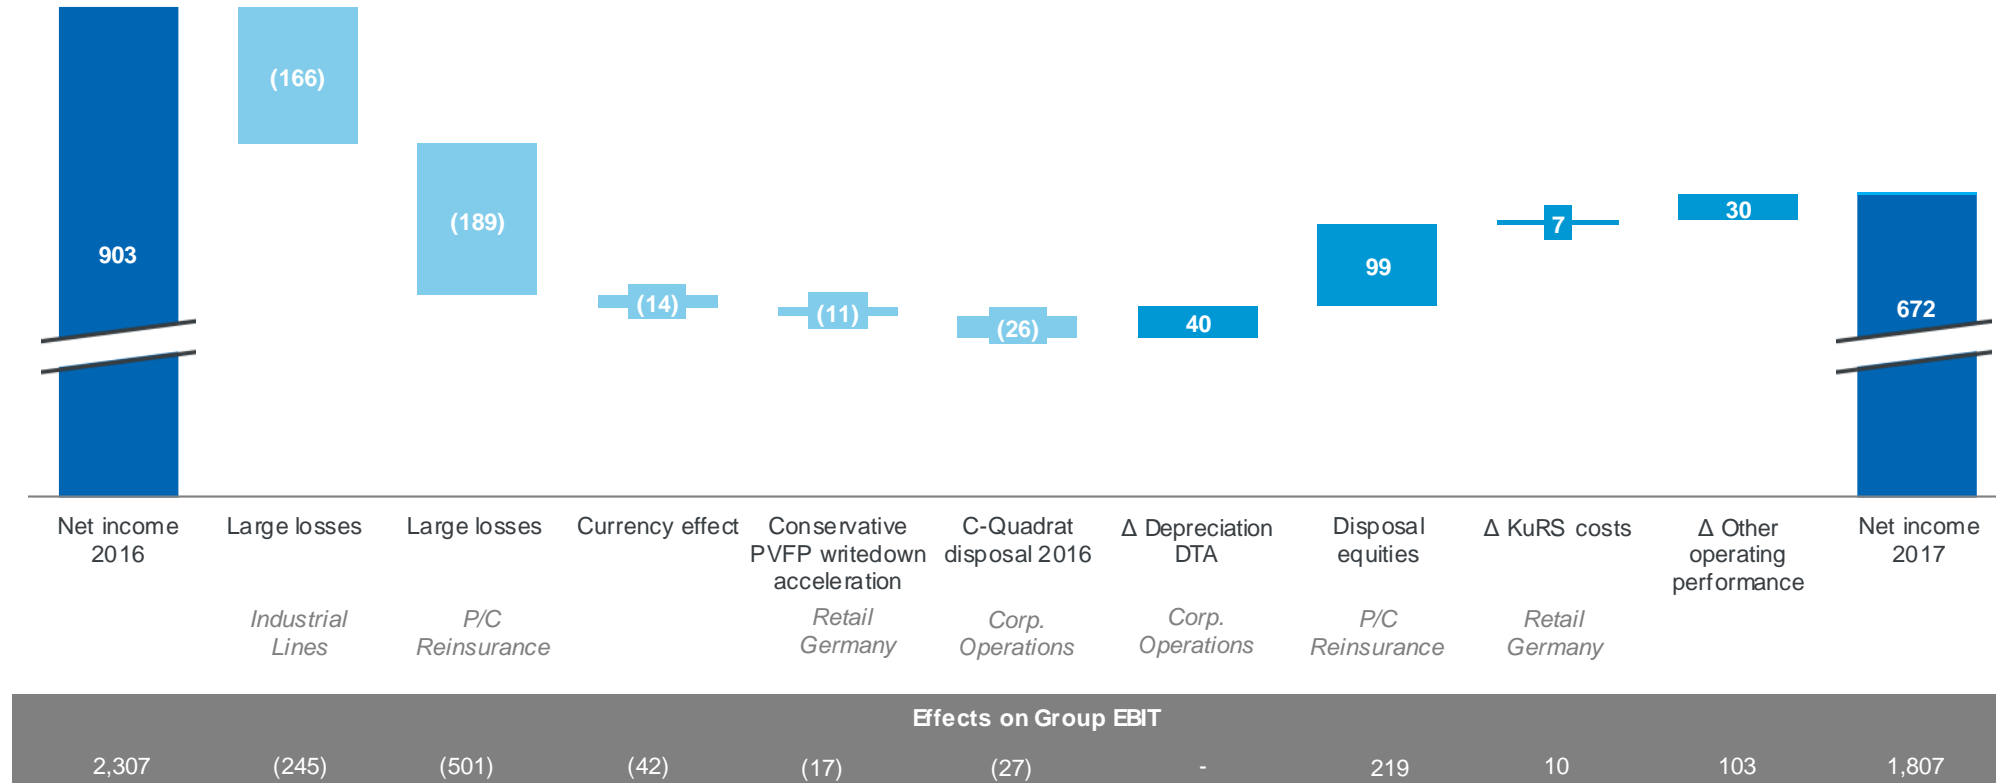 903
(166)
(189)
(14)
(11)
(26)
40
99
7
30
672
Net income
2016
Large losses
Large losses
Currency effect
Conservative
PVFP writedown
acceleration
C-Quadrat
disposal 2016
Δ Depreciation
DTA
Disposal
equities
Δ KuRS costs
Δ Other
operating
performance
Net income
2017
Industrial
Lines
P/C
Reinsurance
Retail
Germany
Corp.
Operations
Corp.
Operations
P/C
Reinsurance
Retail
Germany
Effects on Group EBIT
2,307 (245) (501) (42) (17) (27) - 219 10 103 1,807